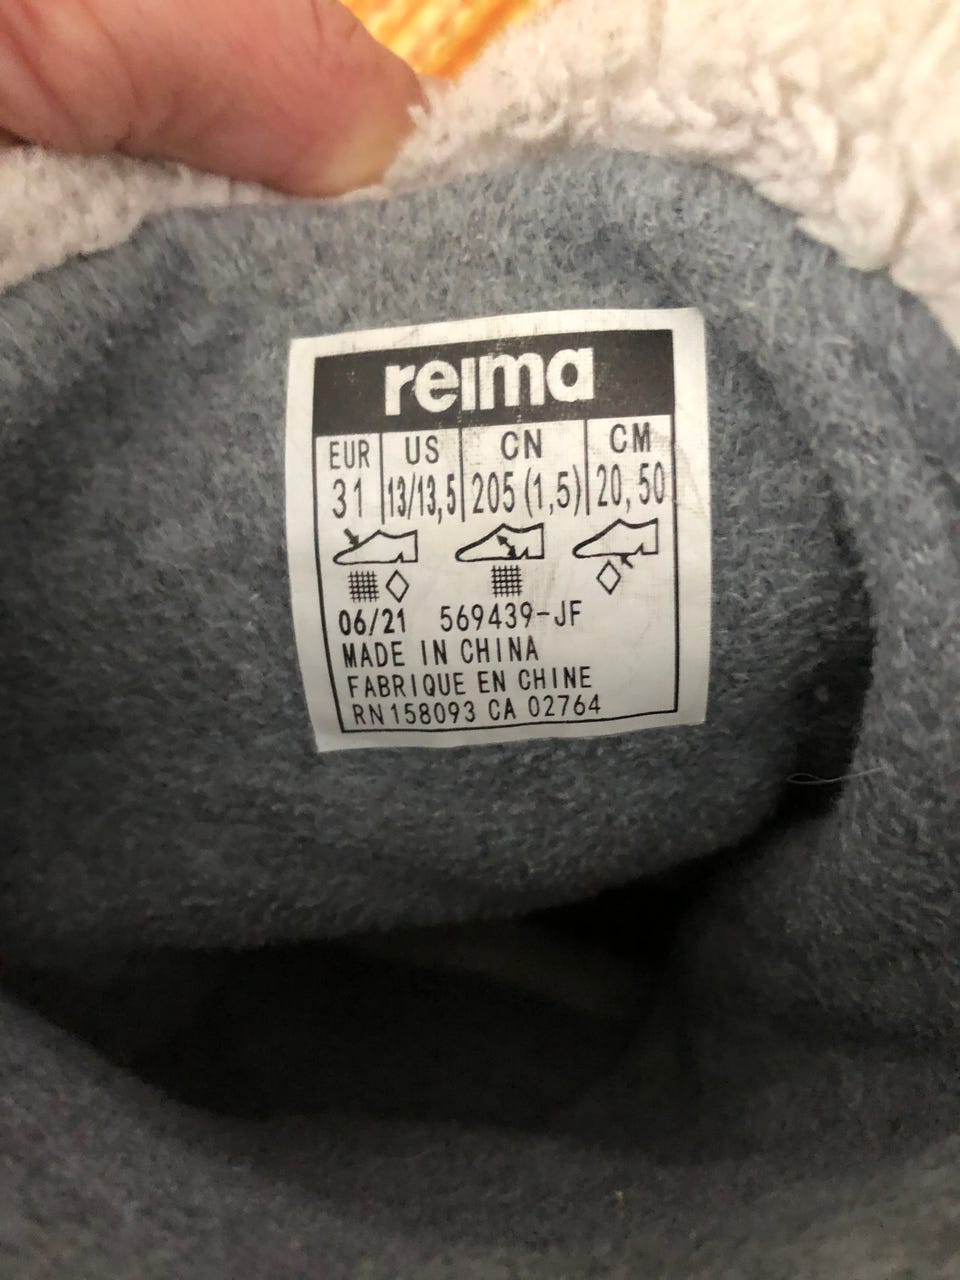 reima
EUR US CN CM
31 13/13,5 205 (1,5) 20,50
06/21 569439-JF
MADE IN CHINA
FABRIQUE EN CHINE
RN158093 CA 02764